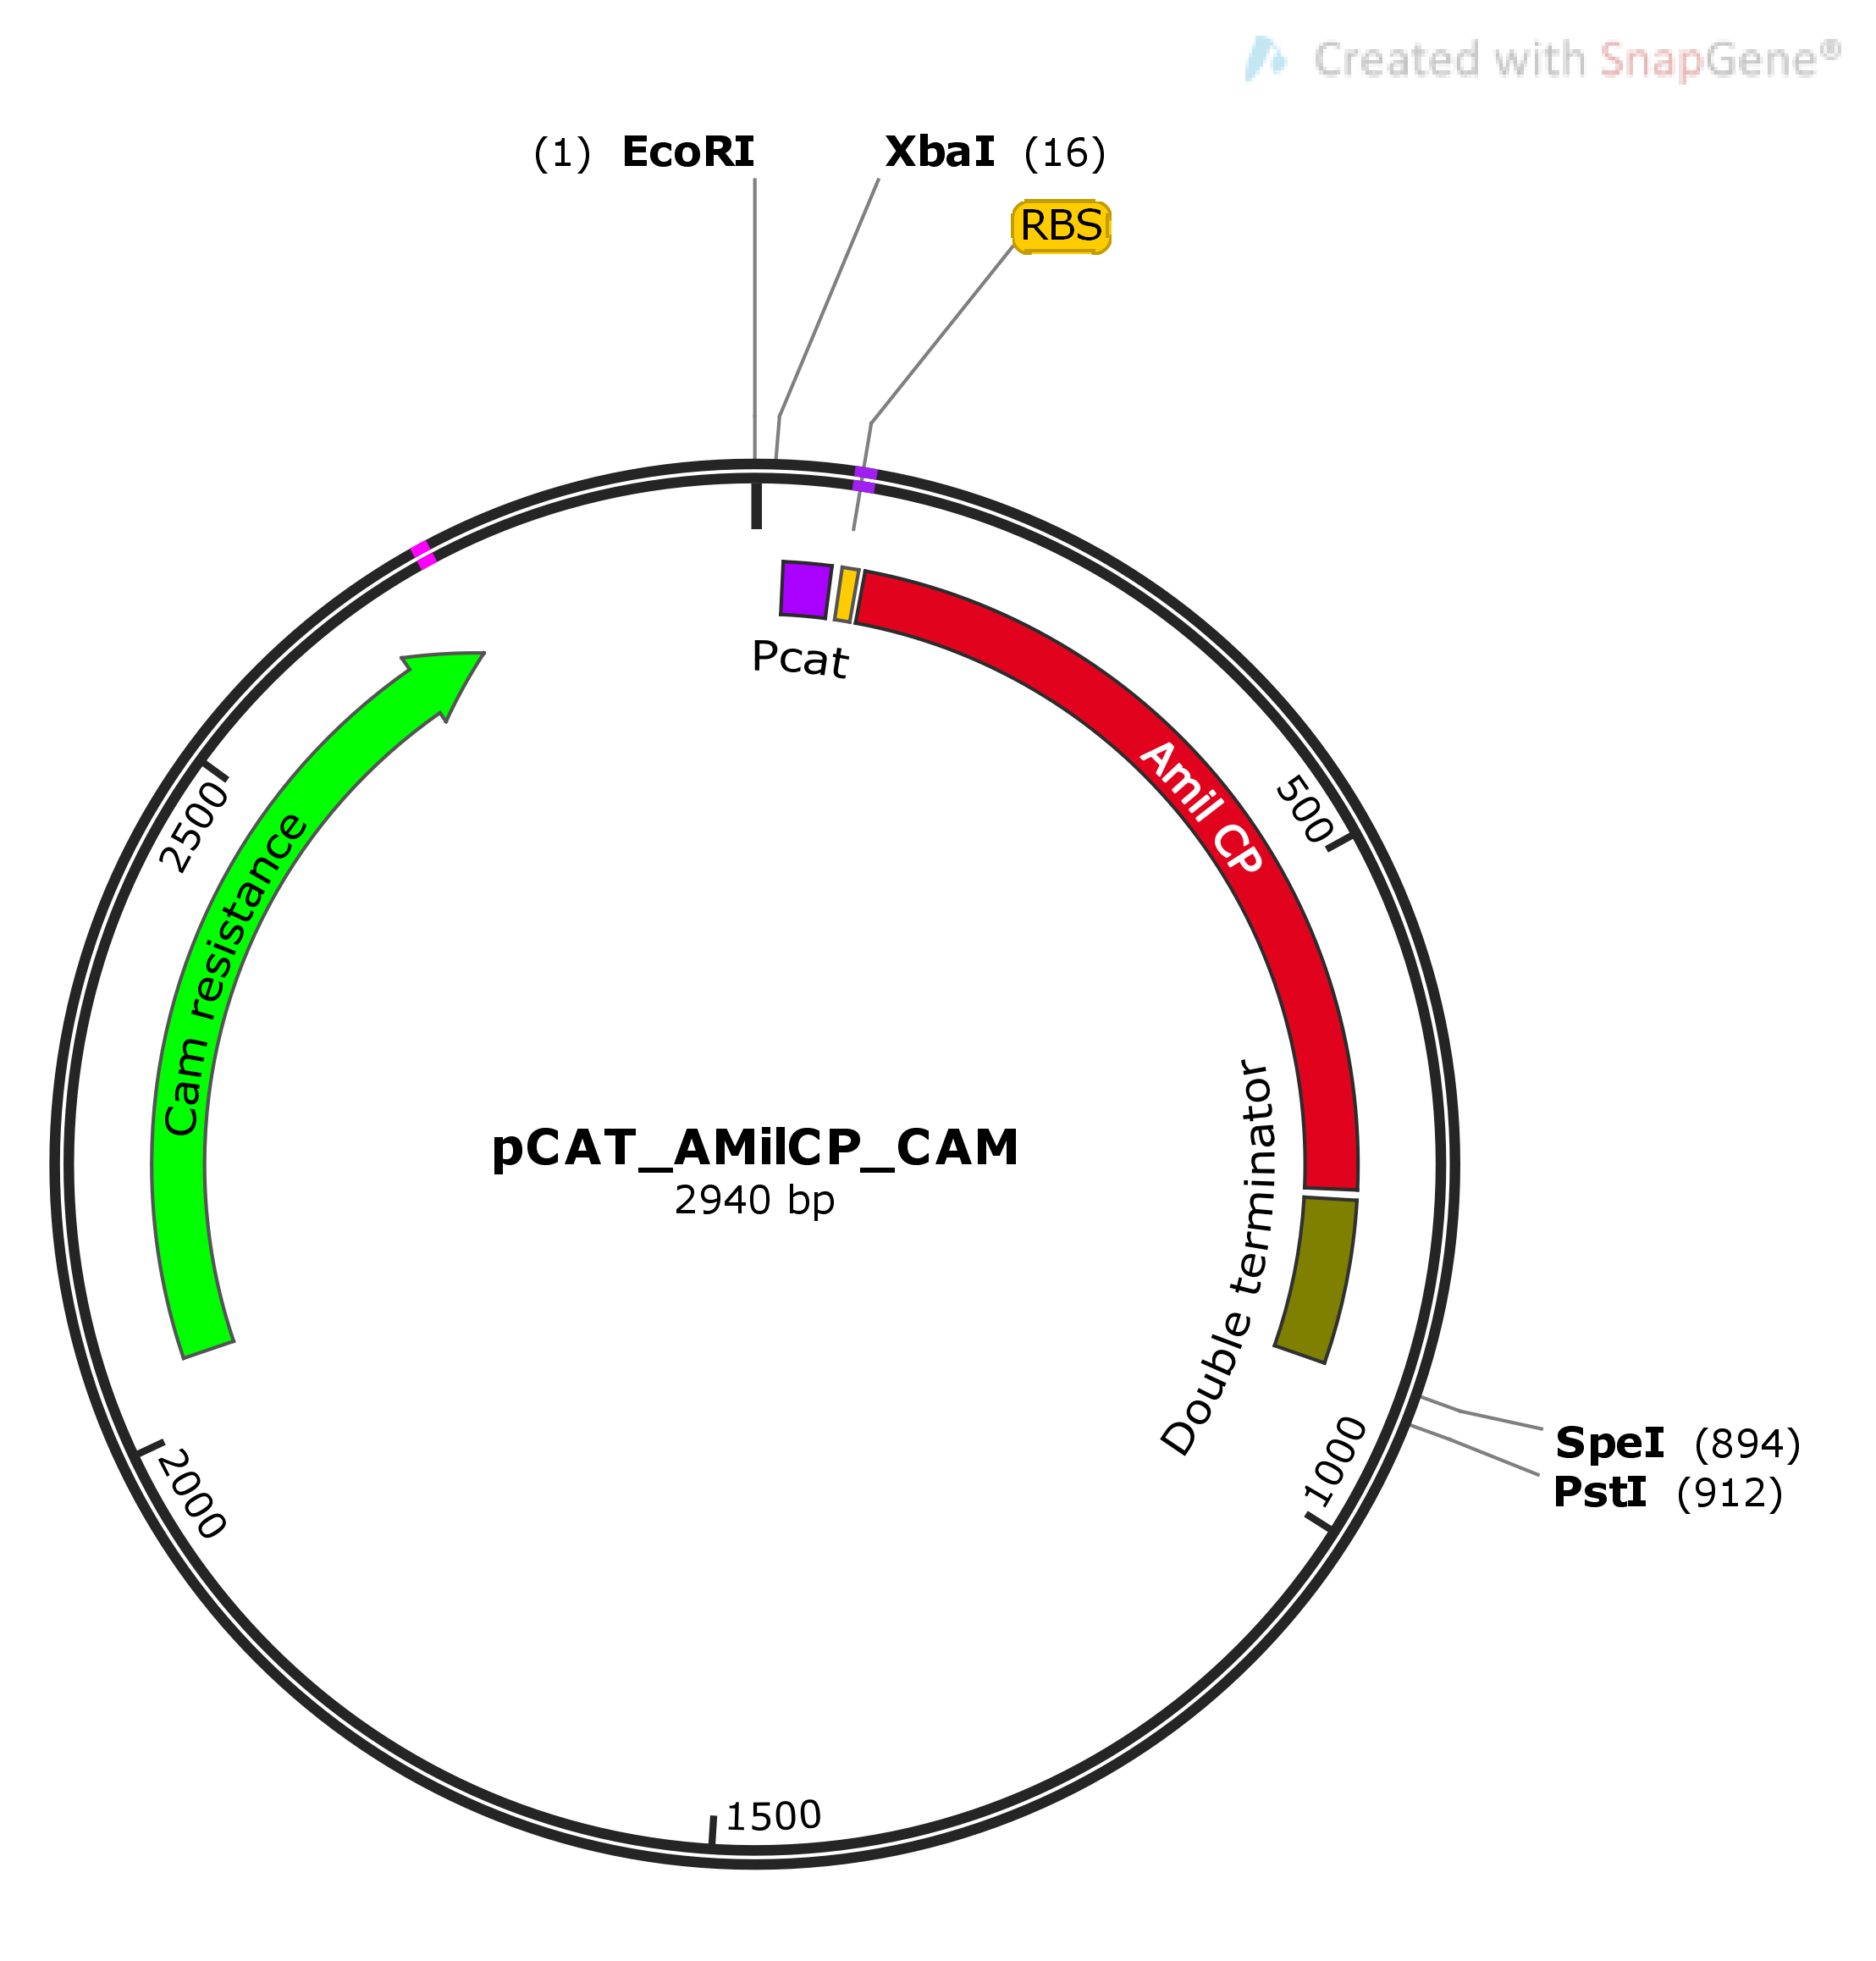 Created with SnapGene®
(1) EcoRI
XbaI (16)
RBS
Pcat
Amil CP
500
2500
Cam resistance
Double terminator
pCAT_AMilCP_CAM
2940 bp
SpeI (894)
PstI (912)
1000
2000
1500